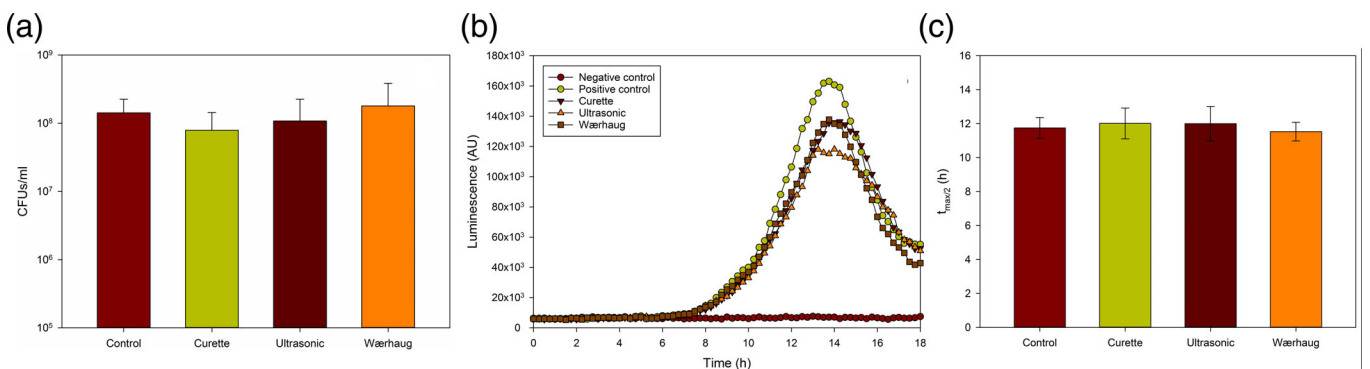 (a)
10⁹
10⁸
10⁷
10⁶
10⁵
CFUs/ml
Control
Curette
Ultrasonic
Wærhaug
(b)
180x10³
160x10³
140x10³
120x10³
100x10³
80x10³
60x10³
40x10³
20x10³
0
Luminescence (AU)
Negative control
Positive control
Curette
Ultrasonic
Wærhaug
0 2 4 6 8 10 12 14 16 18
Time (h)
(c)
16
14
12
10
8
6
4
2
0
t max/2 (h)
Control
Curette
Ultrasonic
Wærhaug